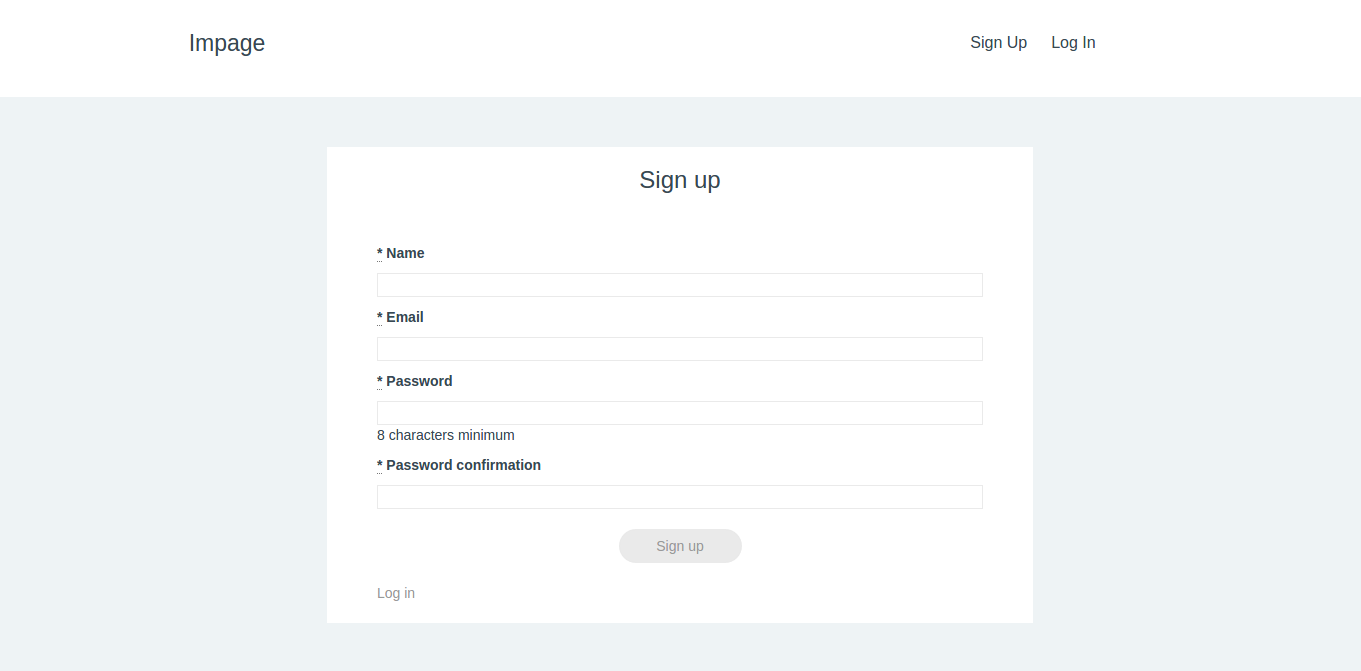 Impage
Sign Up
Log In
Sign up
* Name
* Email
* Password
8 characters minimum
* Password confirmation
Sign up
Log in